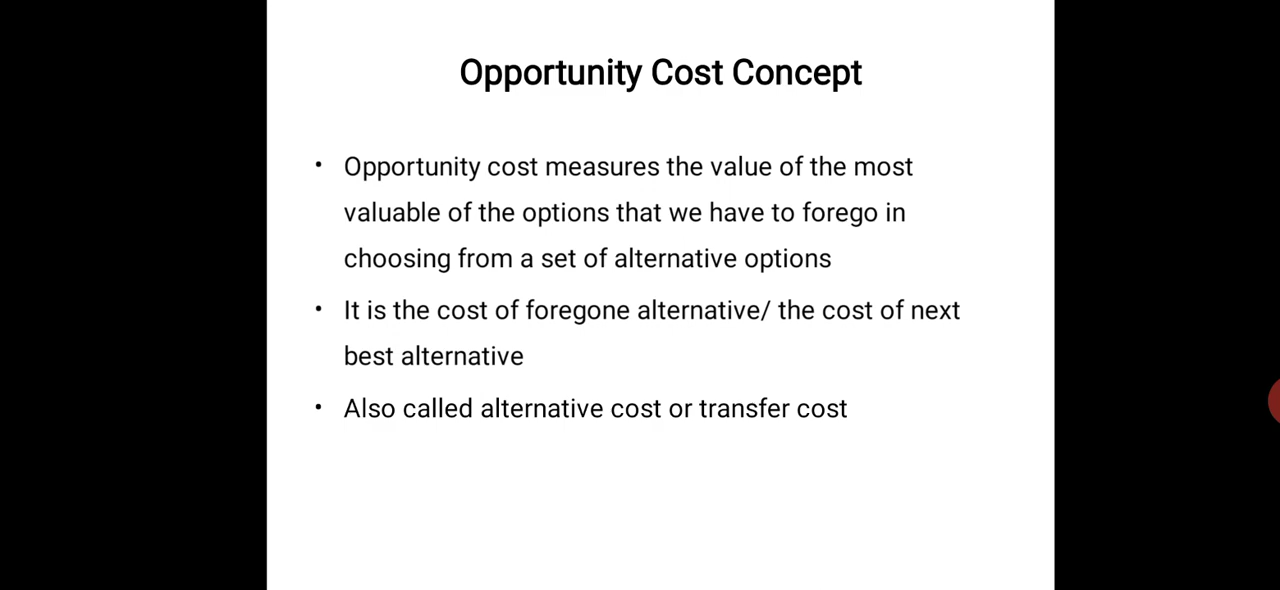 Opportunity Cost Concept
• Opportunity cost measures the value of the most
valuable of the options that we have to forego in
choosing from a set of alternative options
• It is the cost of foregone alternative/ the cost of next
best alternative
• Also called alternative cost or transfer cost